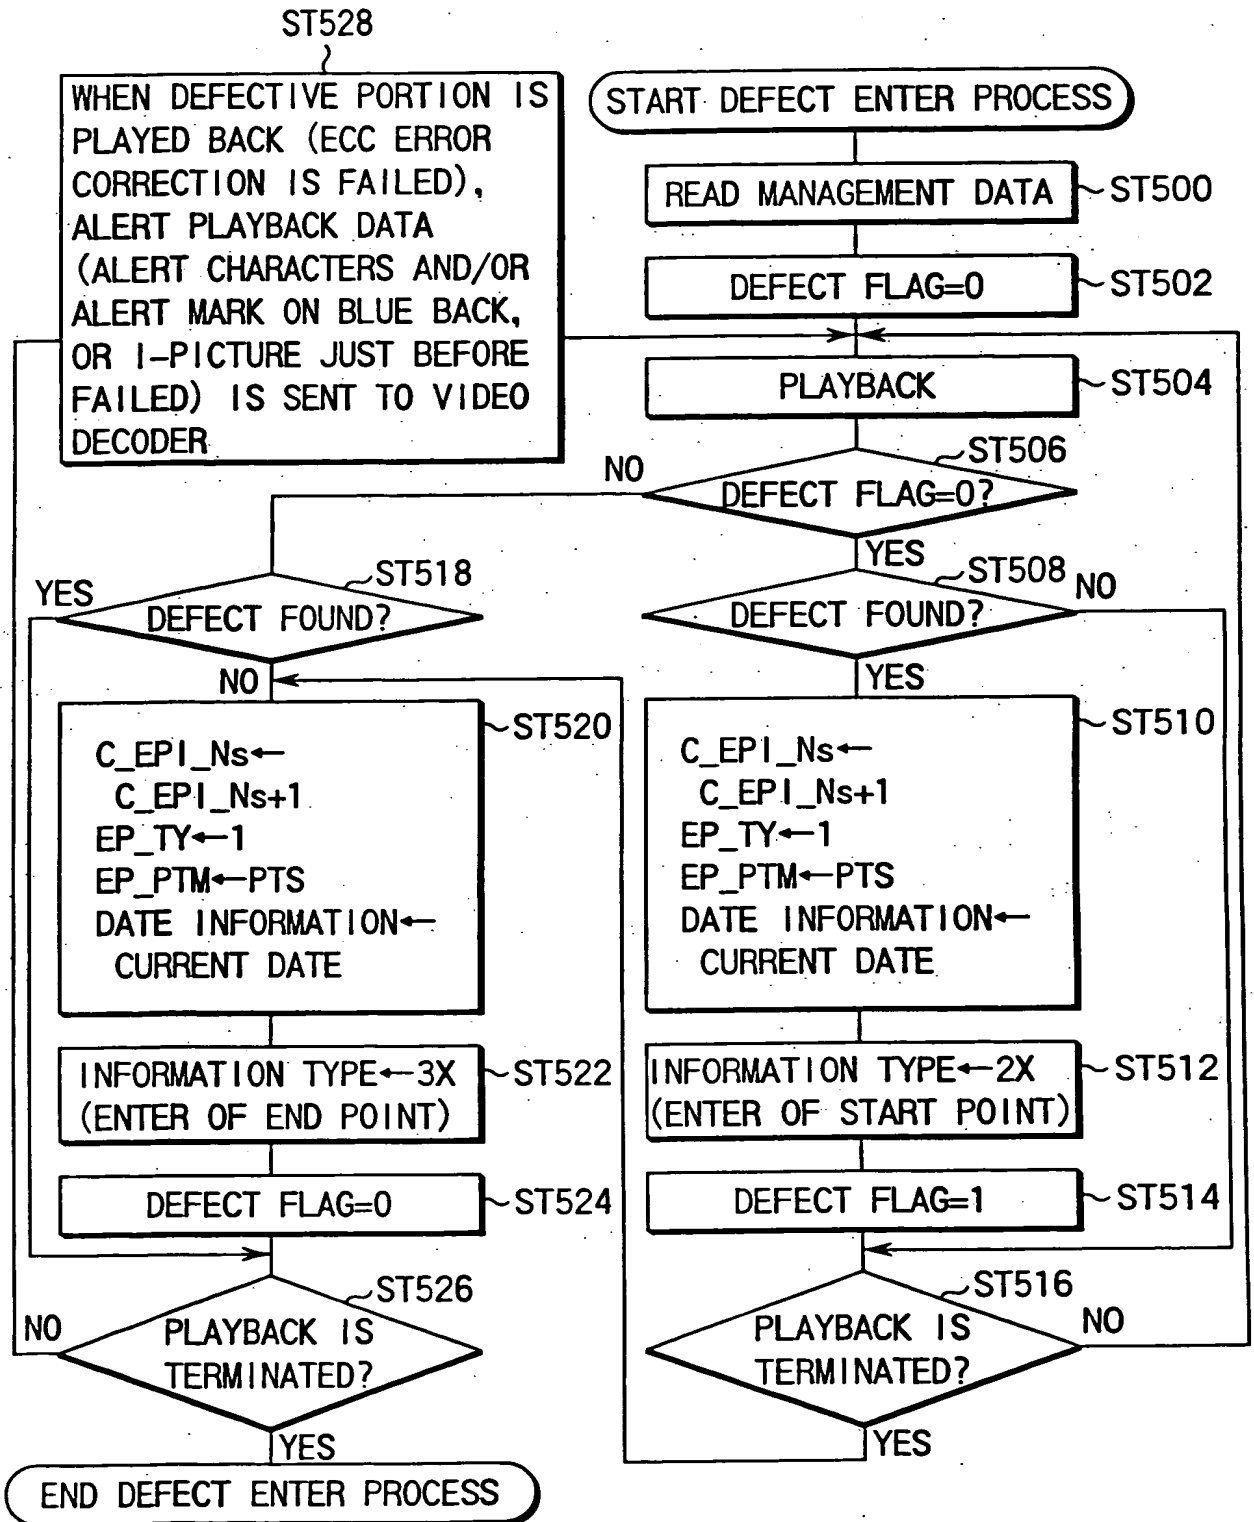 ST528
WHEN DEFECTIVE PORTION IS
PLAYED BACK (ECC ERROR
CORRECTION IS FAILED),
ALERT PLAYBACK DATA
(ALERT CHARACTERS AND/OR
ALERT MARK ON BLUE BACK,
OR I-PICTURE JUST BEFORE
FAILED) IS SENT TO VIDEO
DECODER
START DEFECT ENTER PROCESS
READ MANAGEMENT DATA
ST500
DEFECT FLAG=0
ST502
PLAYBACK
ST504
ST506
DEFECT FLAG=0?
NO
YES
ST508
DEFECT FOUND?
NO
YES
ST510
C_EPI_Ns←
C_EPI_Ns+1
EP_TY←1
EP_PTM←PTS
DATE INFORMATION←
CURRENT DATE
INFORMATION TYPE←2X
(ENTER OF START POINT)
ST512
DEFECT FLAG=1
ST514
ST516
PLAYBACK IS
TERMINATED?
NO
YES
ST518
YES
DEFECT FOUND?
NO
ST520
C_EPI_Ns←
C_EPI_Ns+1
EP_TY←1
EP_PTM←PTS
DATE INFORMATION←
CURRENT DATE
INFORMATION TYPE←3X
(ENTER OF END POINT)
ST522
DEFECT FLAG=0
ST524
ST526
NO
PLAYBACK IS
TERMINATED?
YES
END DEFECT ENTER PROCESS